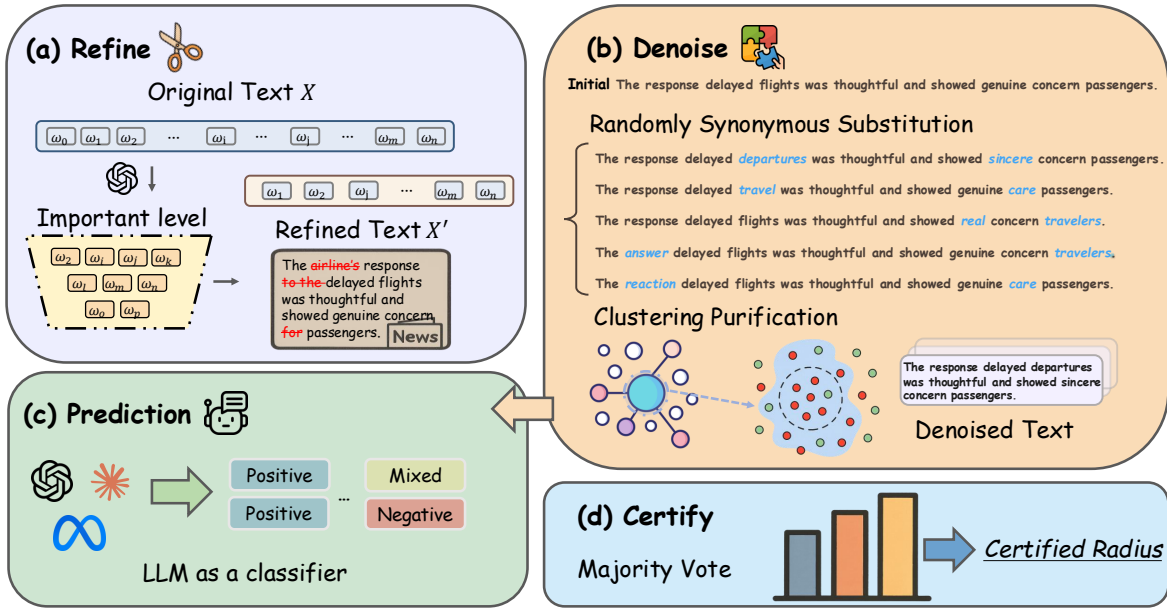 (a) Refine
Original Text X
ω0 ω1 ω2 ... ωi ... ωj ... ωm ωn
ω1 ω2 ωj ... ωm ωn
Important level
Refined Text X′
ω2 ωi ωj ωk
ωl ωm ωn
ωo ωp
The airline's response
to the delayed flights
was thoughtful and
showed genuine concern
for passengers.
News
(b) Denoise
Initial The response delayed flights was thoughtful and showed genuine concern passengers.
Randomly Synonymous Substitution
The response delayed departures was thoughtful and showed sincere concern passengers.
The response delayed travel was thoughtful and showed genuine care passengers.
The response delayed flights was thoughtful and showed real concern travelers.
The answer delayed flights was thoughtful and showed genuine concern travelers.
The reaction delayed flights was thoughtful and showed genuine care passengers.
Clustering Purification
The response delayed departures
was thoughtful and showed sincere
concern passengers.
Denoised Text
(c) Prediction
Positive ... Mixed
Positive Negative
LLM as a classifier
(d) Certify
Majority Vote
Certified Radius